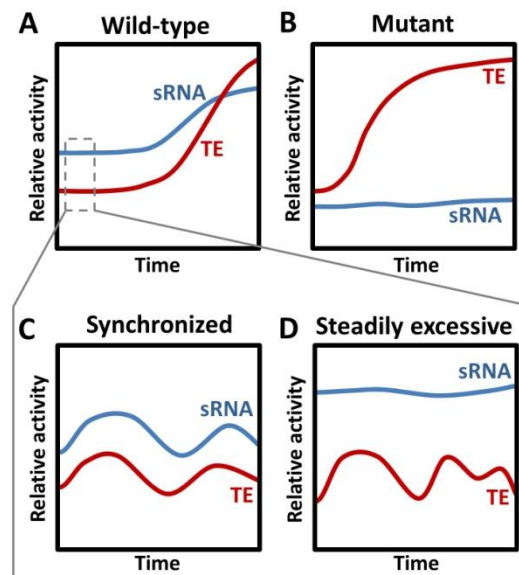 A
Wild-type
Relative activity
sRNA
TE
Time
B
Mutant
Relative activity
TE
sRNA
Time
C
Synchronized
Relative activity
sRNA
TE
Time
D
Steadily excessive
Relative activity
sRNA
TE
Time